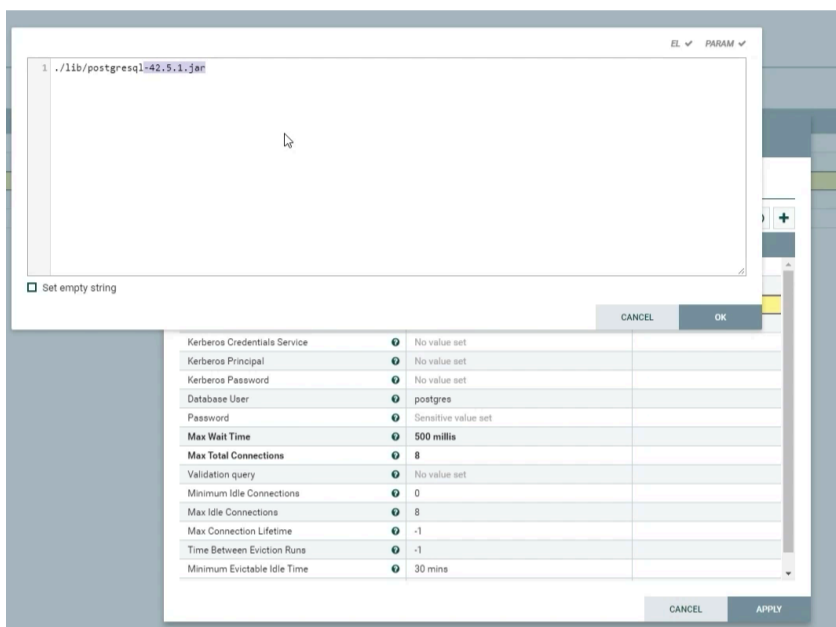 EL ✔ PARAM ✔
1 ./lib/postgresql-42.5.1.jar
Set empty string
CANCEL OK
Kerberos Credentials Service No value set
Kerberos Principal No value set
Kerberos Password No value set
Database User postgres
Password Sensitive value set
Max Wait Time 500 millis
Max Total Connections 8
Validation query No value set
Minimum Idle Connections 0
Max Idle Connections 8
Max Connection Lifetime -1
Time Between Eviction Runs -1
Minimum Evictable Idle Time 30 mins
CANCEL APPLY